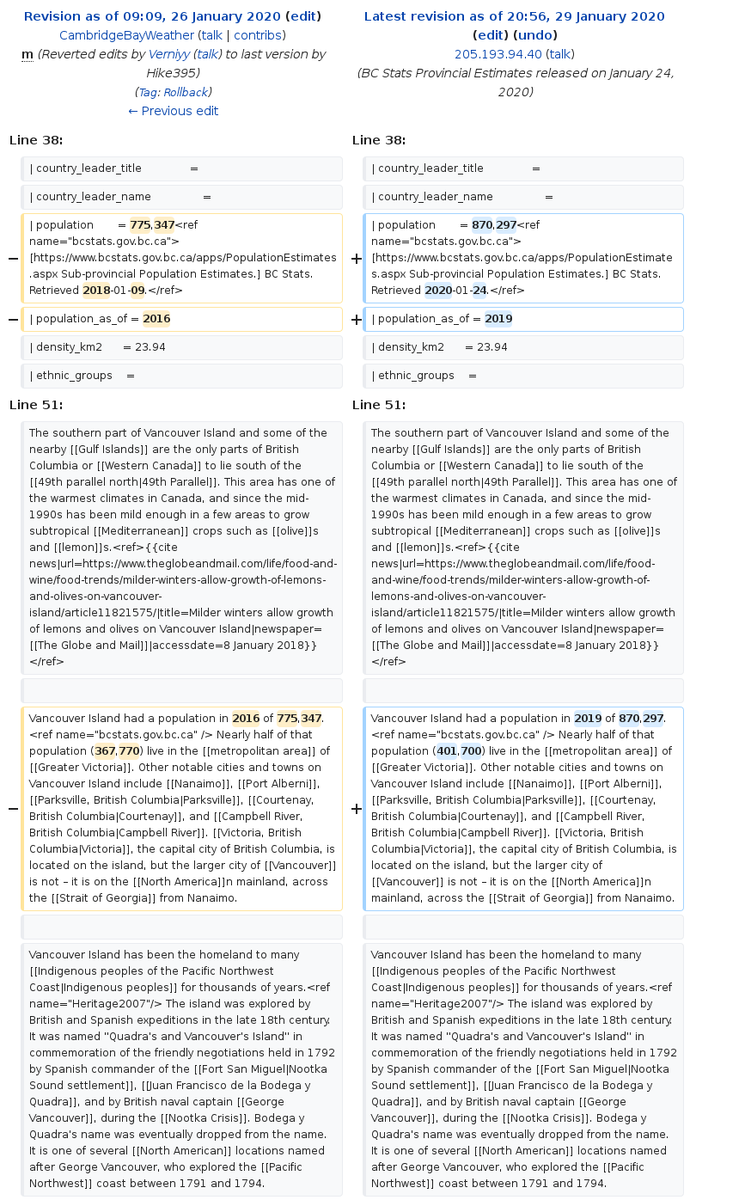 Revision as of 09:09, 26 January 2020 (edit)
CambridgeBayWeather (talk | contribs)
m (Reverted edits by Verniyy (talk) to last version by
Hike395)
(Tag: Rollback)
← Previous edit
Latest revision as of 20:56, 29 January 2020
(edit) (undo)
205.193.94.40 (talk)
(BC Stats Provincial Estimates released on January 24,
2020)
Line 38:
| country_leader_title =
| country_leader_name =
− | population = 775,347<ref
name="bcstats.gov.bc.ca">
[https://www.bcstats.gov.bc.ca/apps/PopulationEstimates
.aspx Sub-provincial Population Estimates.] BC Stats.
Retrieved 2018-01-09.</ref>
− | population_as_of = 2016
| density_km2 = 23.94
| ethnic_groups =
Line 38:
| country_leader_title =
| country_leader_name =
+ | population = 870,297<ref
name="bcstats.gov.bc.ca">
[https://www.bcstats.gov.bc.ca/apps/PopulationEstimate
s.aspx Sub-provincial Population Estimates.] BC Stats.
Retrieved 2020-01-24.</ref>
+ | population_as_of = 2019
| density_km2 = 23.94
| ethnic_groups =
Line 51:
The southern part of Vancouver Island and some of the
nearby [[Gulf Islands]] are the only parts of British
Columbia or [[Western Canada]] to lie south of the
[[49th parallel north|49th Parallel]]. This area has one of
the warmest climates in Canada, and since the mid-
1990s has been mild enough in a few areas to grow
subtropical [[Mediterranean]] crops such as [[olive]]s
and [[lemon]]s.<ref>{{cite
news|url=https://www.theglobeandmail.com/life/food-and-
wine/food-trends/milder-winters-allow-growth-of-lemons-
and-olives-on-vancouver-
island/article11821575/|title=Milder winters allow growth
of lemons and olives on Vancouver Island|newspaper=
[[The Globe and Mail]]|accessdate=8 January 2018}}
</ref>
− Vancouver Island had a population in 2016 of 775,347.
<ref name="bcstats.gov.bc.ca" /> Nearly half of that
population (367,770) live in the [[metropolitan area]] of
[[Greater Victoria]]. Other notable cities and towns on
Vancouver Island include [[Nanaimo]], [[Port Alberni]],
[[Parksville, British Columbia|Parksville]], [[Courtenay,
British Columbia|Courtenay]], and [[Campbell River,
British Columbia|Campbell River]]. [[Victoria, British
Columbia|Victoria]], the capital city of British Columbia, is
located on the island, but the larger city of [[Vancouver]]
is not – it is on the [[North America]]n mainland, across
the [[Strait of Georgia]] from Nanaimo.
Vancouver Island has been the homeland to many
[[Indigenous peoples of the Pacific Northwest
Coast|Indigenous peoples]] for thousands of years.<ref
name="Heritage2007"/> The island was explored by
British and Spanish expeditions in the late 18th century.
It was named "Quadra's and Vancouver's Island" in
commemoration of the friendly negotiations held in 1792
by Spanish commander of the [[Fort San Miguel|Nootka
Sound settlement]], [[Juan Francisco de la Bodega y
Quadra]], and by British naval captain [[George
Vancouver]], during the [[Nootka Crisis]]. Bodega y
Quadra's name was eventually dropped from the name.
It is one of several [[North American]] locations named
after George Vancouver, who explored the [[Pacific
Northwest]] coast between 1791 and 1794.
Line 51:
The southern part of Vancouver Island and some of the
nearby [[Gulf Islands]] are the only parts of British
Columbia or [[Western Canada]] to lie south of the
[[49th parallel north|49th Parallel]]. This area has one of
the warmest climates in Canada, and since the mid-
1990s has been mild enough in a few areas to grow
subtropical [[Mediterranean]] crops such as [[olive]]s
and [[lemon]]s.<ref>{{cite
news|url=https://www.theglobeandmail.com/life/food-
and-wine/food-trends/milder-winters-allow-growth-of-
lemons-and-olives-on-vancouver-
island/article11821575/|title=Milder winters allow growth
of lemons and olives on Vancouver Island|newspaper=
[[The Globe and Mail]]|accessdate=8 January 2018}}
</ref>
+ Vancouver Island had a population in 2019 of 870,297.
<ref name="bcstats.gov.bc.ca" /> Nearly half of that
population (401,700) live in the [[metropolitan area]] of
[[Greater Victoria]]. Other notable cities and towns on
Vancouver Island include [[Nanaimo]], [[Port Alberni]],
[[Parksville, British Columbia|Parksville]], [[Courtenay,
British Columbia|Courtenay]], and [[Campbell River,
British Columbia|Campbell River]]. [[Victoria, British
Columbia|Victoria]], the capital city of British Columbia, is
located on the island, but the larger city of
[[Vancouver]] is not – it is on the [[North America]]n
mainland, across the [[Strait of Georgia]] from Nanaimo.
Vancouver Island has been the homeland to many
[[Indigenous peoples of the Pacific Northwest
Coast|Indigenous peoples]] for thousands of years.<ref
name="Heritage2007"/> The island was explored by
British and Spanish expeditions in the late 18th century.
It was named "Quadra's and Vancouver's Island" in
commemoration of the friendly negotiations held in 1792
by Spanish commander of the [[Fort San Miguel|Nootka
Sound settlement]], [[Juan Francisco de la Bodega y
Quadra]], and by British naval captain [[George
Vancouver]], during the [[Nootka Crisis]]. Bodega y
Quadra's name was eventually dropped from the name.
It is one of several [[North American]] locations named
after George Vancouver, who explored the [[Pacific
Northwest]] coast between 1791 and 1794.